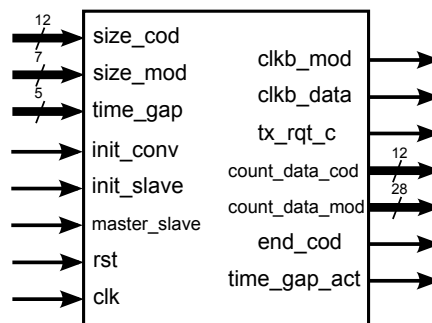 12
size_cod
7
size_mod
5
time_gap
init_conv
init_slave
master_slave
rst
clk
clkb_mod
clkb_data
tx_rqt_c
count_data_cod
12
count_data_mod
28
end_cod
time_gap_act